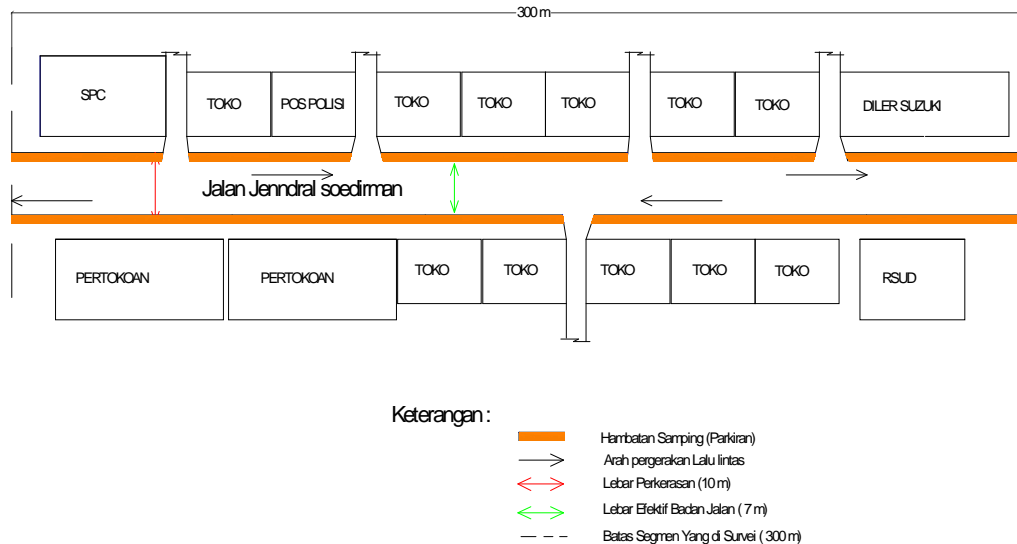 300 m
SPC
TOKO
POS POLISI
TOKO
TOKO
TOKO
TOKO
TOKO
DILER SUZUKI
Jalan Jenndral soedirman
PERTOKOAN
PERTOKOAN
TOKO
TOKO
TOKO
TOKO
TOKO
RSUD
Keterangan :
Hambatan Samping (Parkiran)
Arah pergerakan Lalu lintas
Lebar Perkerasan (10 m)
Lebar Efektif Badan Jalan ( 7 m)
Batas Segmen Yang di Survei ( 300 m)